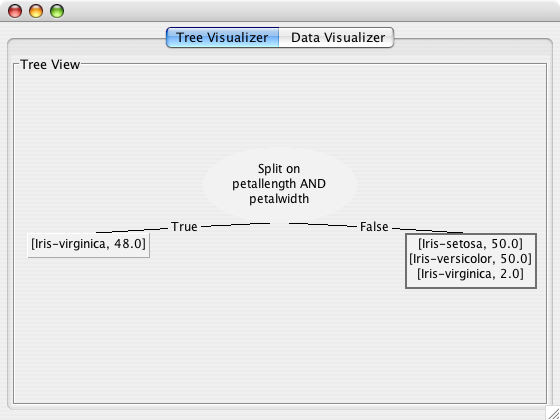 Tree Visualizer Data Visualizer
Tree View
Split on
petallength AND
petalwidth
True
False
[Iris-virginica, 48.0]
[Iris-setosa, 50.0]
[Iris-versicolor, 50.0]
[Iris-virginica, 2.0]